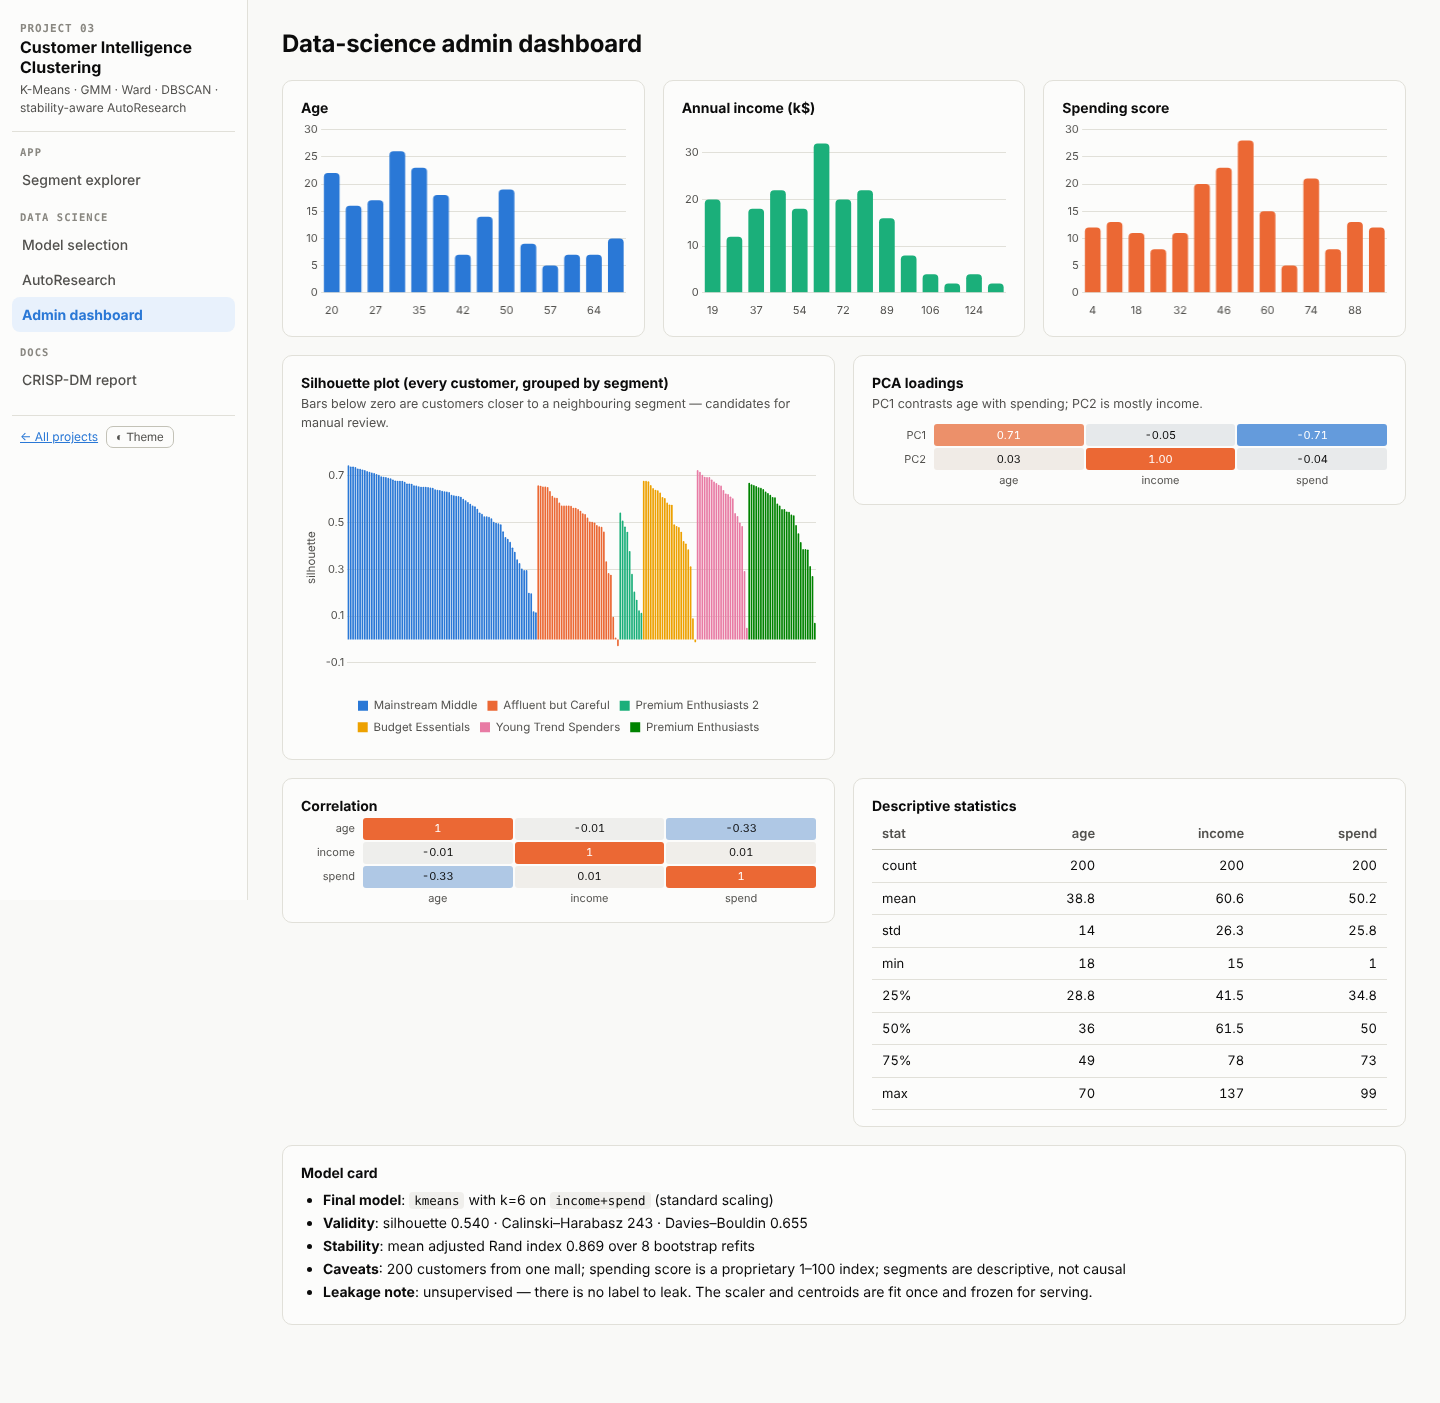 PROJECT 03
Customer Intelligence
Clustering
K-Means · GMM · Ward · DBSCAN ·
stability-aware AutoResearch
APP
Segment explorer
DATA SCIENCE
Model selection
AutoResearch
Admin dashboard
DOCS
CRISP-DM report
← All projects
Theme
Data-science admin dashboard
Age
30
25
20
15
10
5
0
20 27 35 42 50 57 64
Annual income (k$)
30
20
10
0
19 37 54 72 89 106 124
Spending score
30
25
20
15
10
5
0
4 18 32 46 60 74 88
Silhouette plot (every customer, grouped by segment)
Bars below zero are customers closer to a neighbouring segment — candidates for
manual review.
silhouette
0.7
0.5
0.3
0.1
-0.1
Mainstream Middle Affluent but Careful Premium Enthusiasts 2
Budget Essentials Young Trend Spenders Premium Enthusiasts
PCA loadings
PC1 contrasts age with spending; PC2 is mostly income.
PC1 0.71 -0.05 -0.71
PC2 0.03 1.00 -0.04
age income spend
Correlation
age 1 -0.01 -0.33
income -0.01 1 0.01
spend -0.33 0.01 1
age income spend
Descriptive statistics
stat age income spend
count 200 200 200
mean 38.8 60.6 50.2
std 14 26.3 25.8
min 18 15 1
25% 28.8 41.5 34.8
50% 36 61.5 50
75% 49 78 73
max 70 137 99
Model card
• Final model: kmeans with k=6 on income+spend (standard scaling)
• Validity: silhouette 0.540 · Calinski–Harabasz 243 · Davies–Bouldin 0.655
• Stability: mean adjusted Rand index 0.869 over 8 bootstrap refits
• Caveats: 200 customers from one mall; spending score is a proprietary 1–100 index; segments are descriptive, not causal
• Leakage note: unsupervised — there is no label to leak. The scaler and centroids are fit once and frozen for serving.